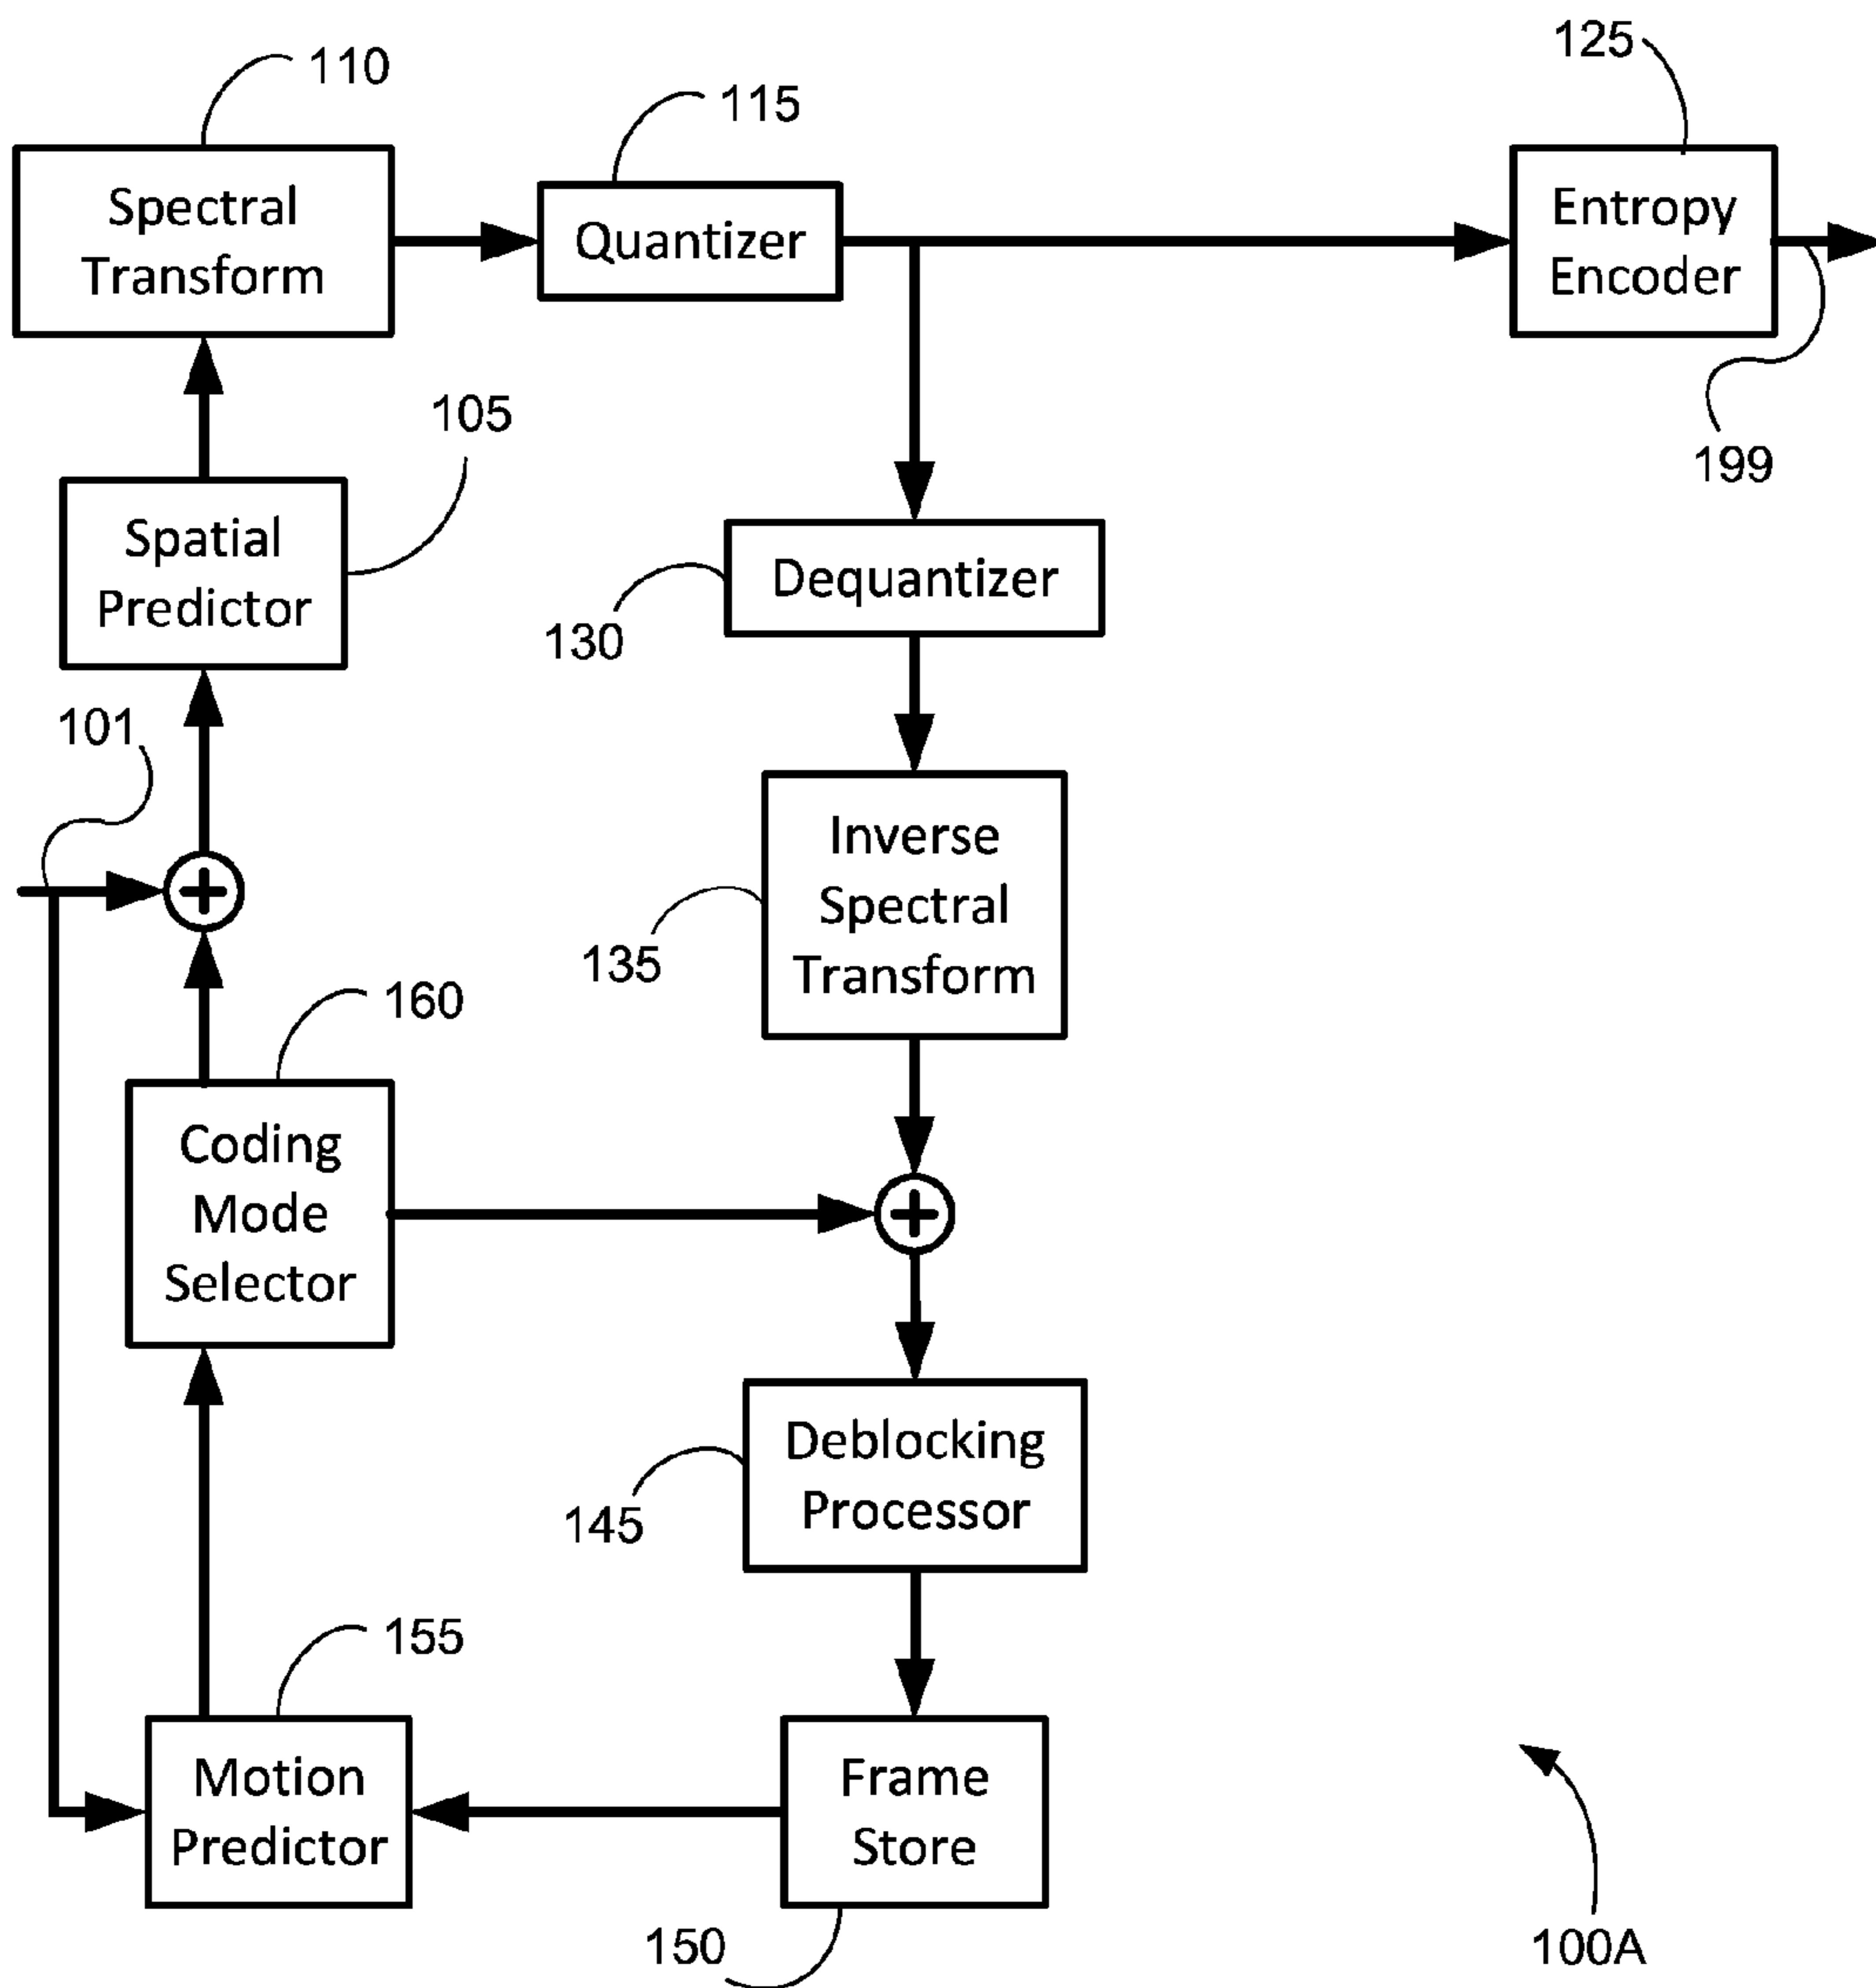 110
115
125
Spectral
Transform
Quantizer
Entropy
Encoder
105
199
Spatial
Predictor
Dequantizer
130
101
Inverse
Spectral
Transform
135
160
Coding
Mode
Selector
Deblocking
Processor
145
155
Motion
Predictor
Frame
Store
150
100A